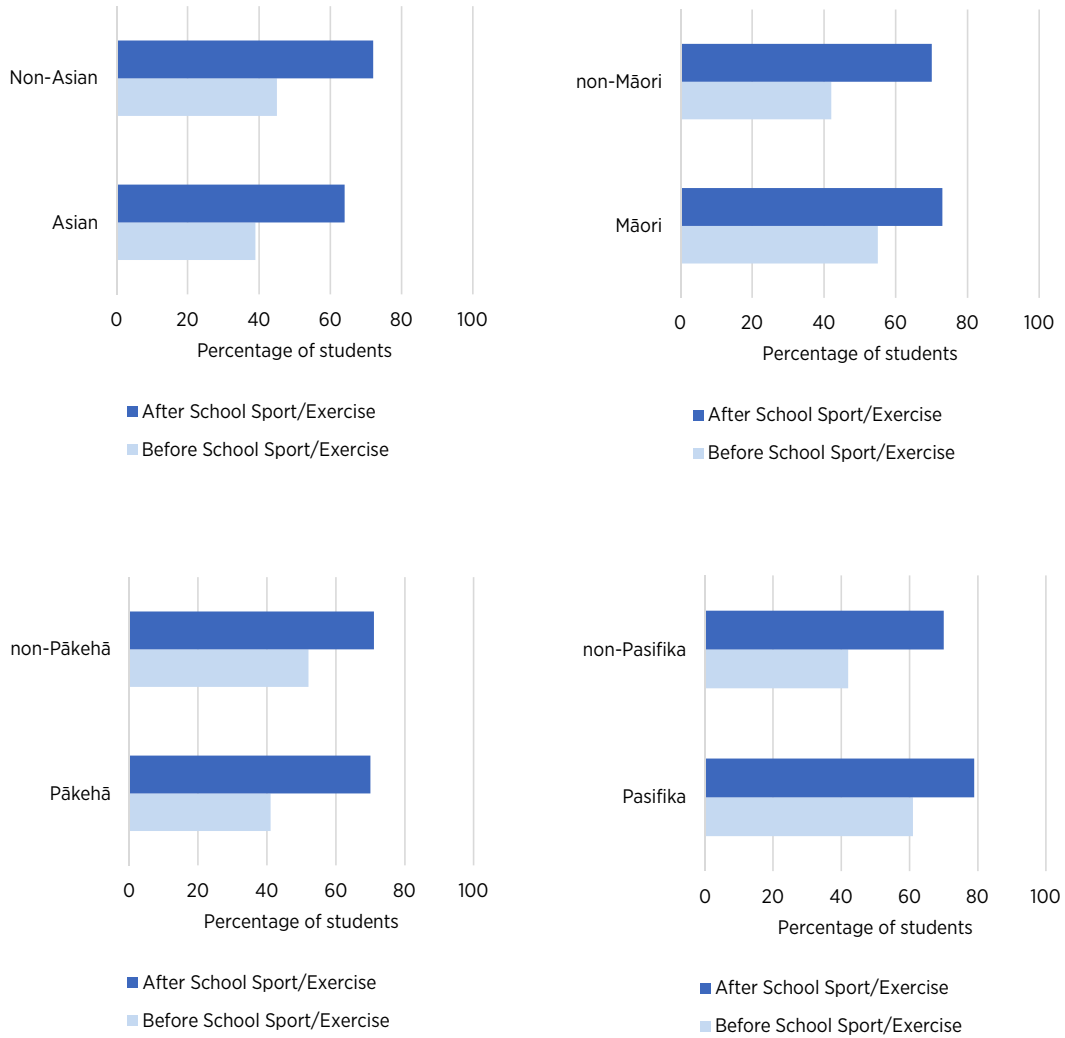 Non-Asian
Asian
0 20 40 60 80 100
Percentage of students
After School Sport/Exercise
Before School Sport/Exercise
non-Māori
Māori
0 20 40 60 80 100
Percentage of students
After School Sport/Exercise
Before School Sport/Exercise
non-Pākehā
Pākehā
0 20 40 60 80 100
Percentage of students
After School Sport/Exercise
Before School Sport/Exercise
non-Pasifika
Pasifika
0 20 40 60 80 100
Percentage of students
After School Sport/Exercise
Before School Sport/Exercise